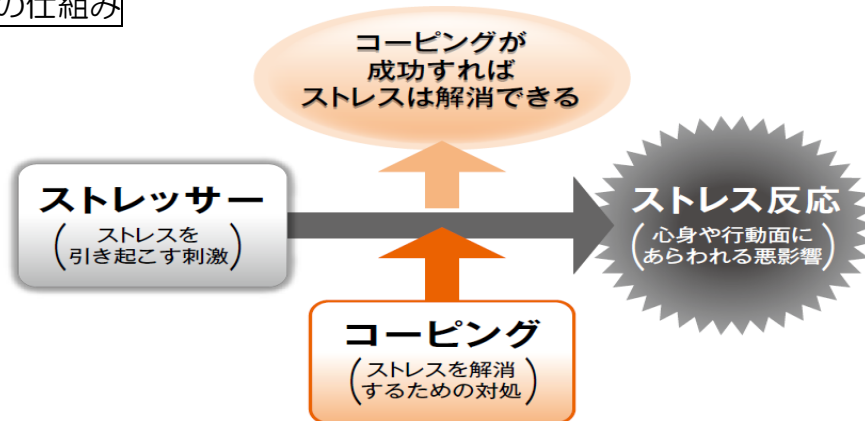 の仕組み
コーピングが
成功すれば
ストレスは解消できる
ストレッサー
(ストレスを
引き起こす刺激)
ストレス反応
(心身や行動面に
あらわれる悪影響)
コーピング
(ストレスを解消
するための対処)